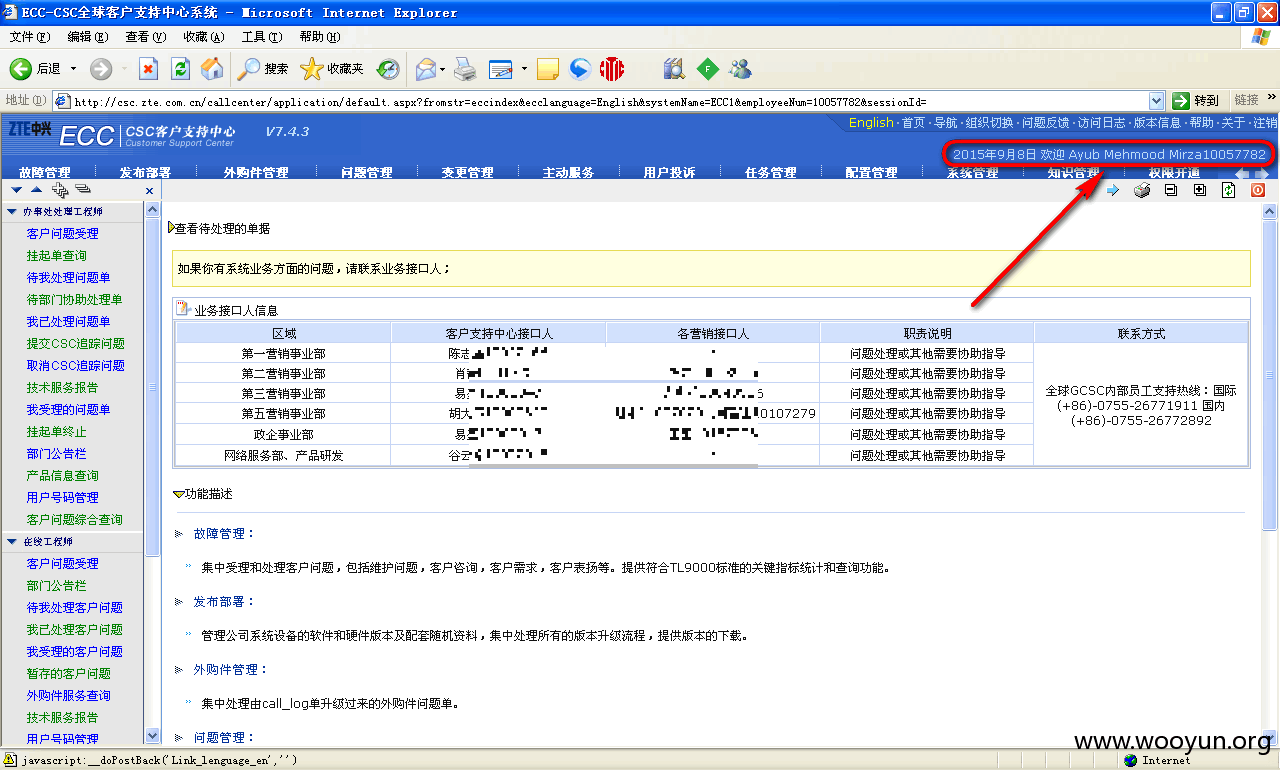 ECC-CSC全球客户支持中心系统 - Microsoft Internet Explorer
文件(F) 编辑(E) 查看(V) 收藏(A) 工具(T) 帮助(H)
后退 搜索 收藏夹
地址(D) http://csc.zte.com.cn/callcenter/application/default.aspx?fromstr=eccindex&ecclanguage=English&systemName=ECC1&employeeNum=10057782&sessionId= 转到 链接 »
ZTE中兴 ECC CSC客户支持中心 V7.4.3
Customer Support Center
English·首页·导航·组织切换·问题反馈·访问日志·版本信息·帮助·关于·注销
2015年9月8日 欢迎 Ayub Mehmood Mirza10057782
故障管理 发布部署 外购件管理 问题管理 变更管理 主动服务 用户投诉 任务管理 配置管理 系统管理 知识管理 权限开通
办事处处理工程师
客户问题受理
挂起单查询
待我处理问题单
待部门协助处理单
我已处理问题单
提交CSC追踪问题
取消CSC追踪问题
技术服务报告
我受理的问题单
挂起单终止
部门公告栏
产品信息查询
用户号码管理
客户问题综合查询
在线工程师
客户问题受理
部门公告栏
待我处理客户问题
我已处理客户问题
我受理的客户问题
暂存的客户问题
外购件服务查询
技术服务报告
用户号码管理
查看待处理的单据
如果你有系统业务方面的问题，请联系业务接口人；
业务接口人信息
区域 客户支持中心接口人 各营销接口人 职责说明 联系方式
第一营销事业部 陈 问题处理或其他需要协助指导
第二营销事业部 肖 问题处理或其他需要协助指导
第三营销事业部 易 6 问题处理或其他需要协助指导
第五营销事业部 胡 0107279 问题处理或其他需要协助指导
政企事业部 易 问题处理或其他需要协助指导
网络服务部、产品研发 谷 问题处理或其他需要协助指导
全球GCSC内部员工支持热线：国际
(+86)-0755-26771911 国内
(+86)-0755-26772892
功能描述
故障管理：
集中受理和处理客户问题，包括维护问题，客户咨询，客户需求，客户表扬等。提供符合TL9000标准的关键指标统计和查询功能。
发布部署：
管理公司系统设备的软件和硬件版本及配套随机资料，集中处理所有的版本升级流程，提供版本的下载。
外购件管理：
集中处理由call_log单升级过来的外购件问题单。
问题管理：
www.wooyun.org
javascript:__doPostBack('Link_language_en','') Internet